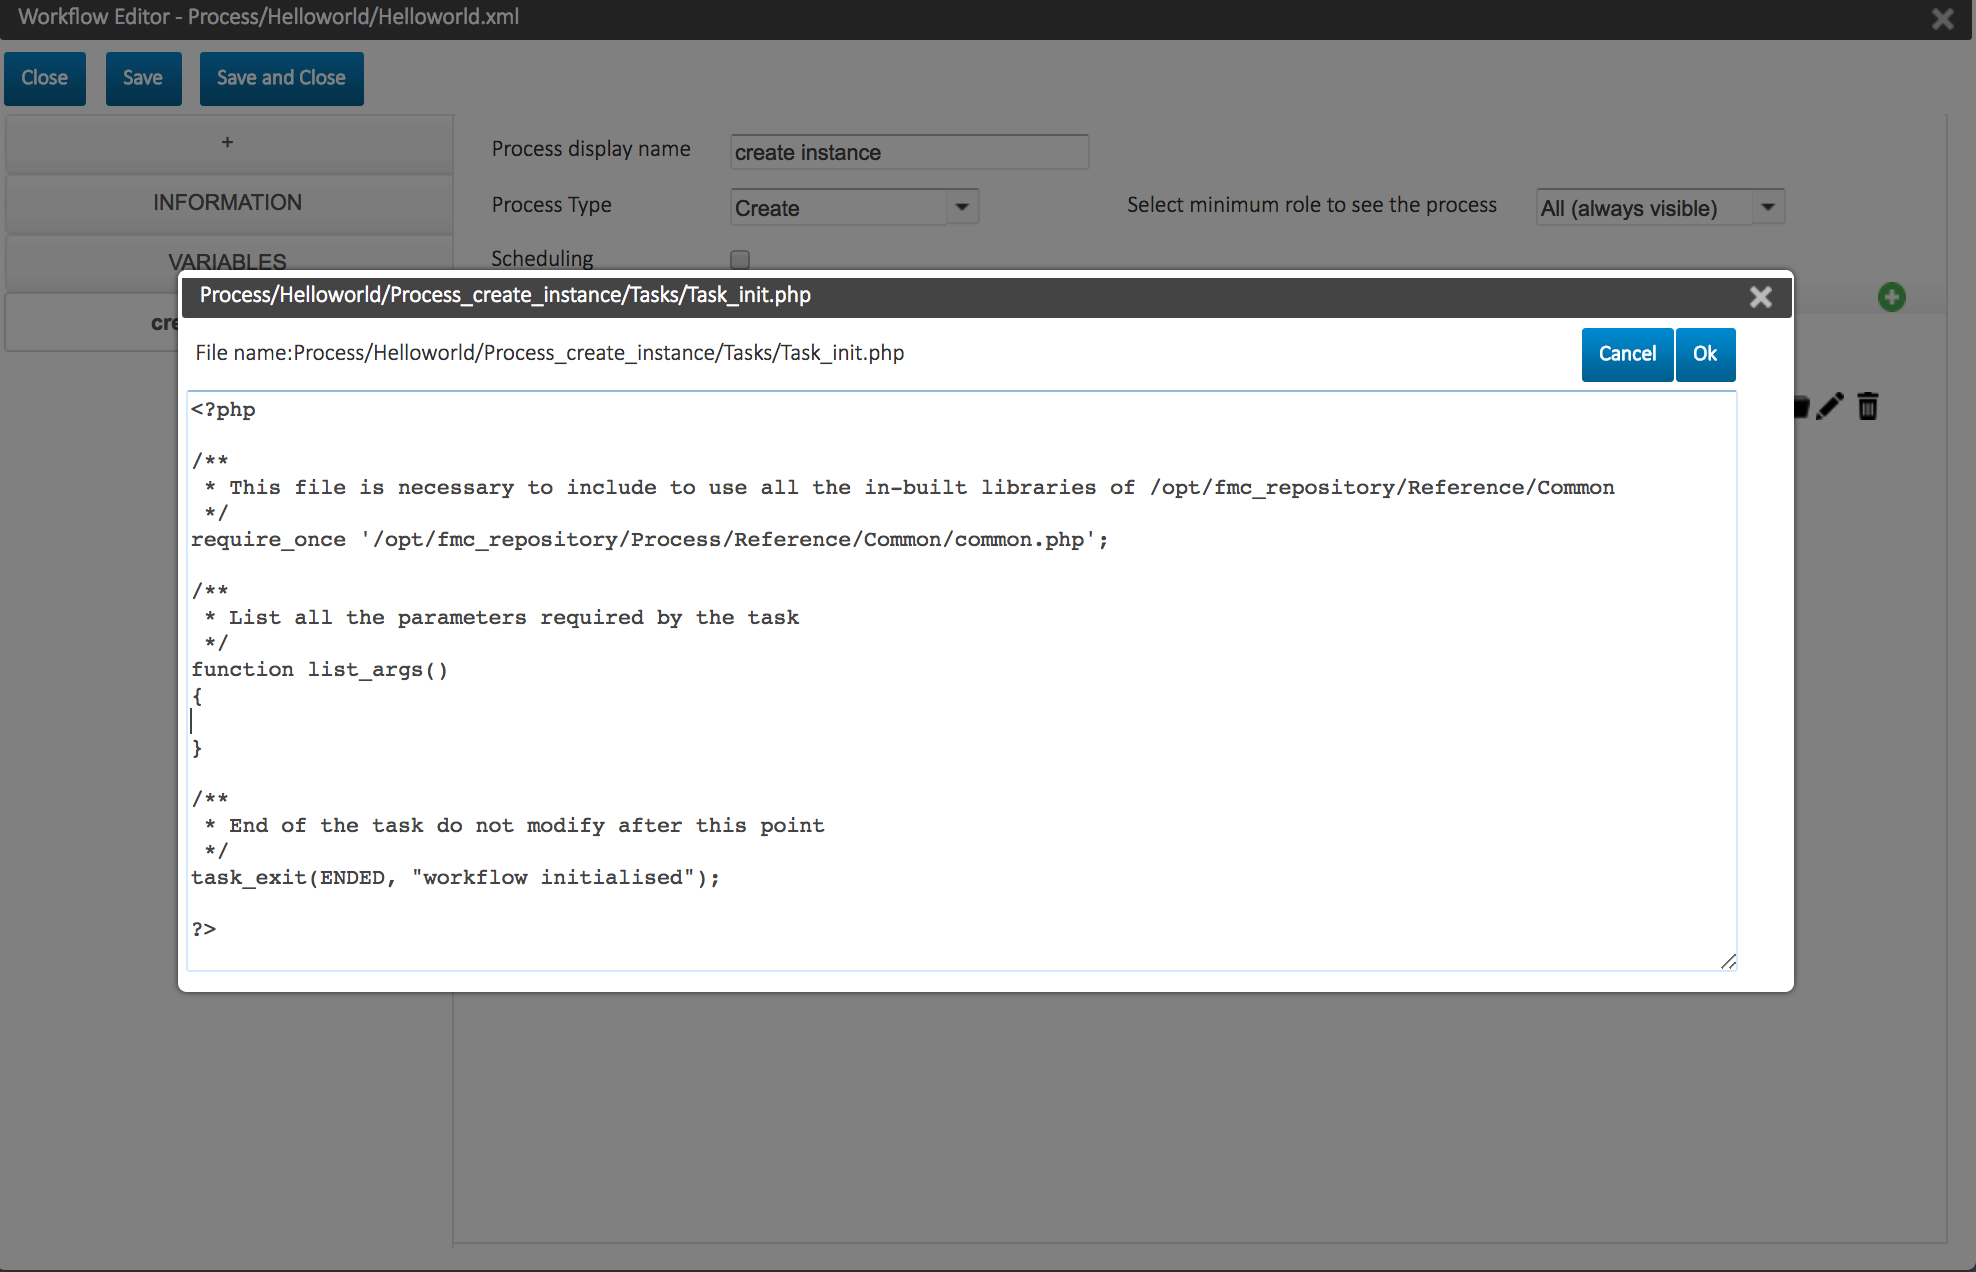 Workflow Editor - Process/Helloworld/Helloworld.xml
Close Save Save and Close
+
INFORMATION
VARIABLES
Process display name create instance
Process Type Create Select minimum role to see the process All (always visible)
Scheduling
Process/Helloworld/Process_create_instance/Tasks/Task_init.php
File name:Process/Helloworld/Process_create_instance/Tasks/Task_init.php Cancel Ok
<?php
/**
* This file is necessary to include to use all the in-built libraries of /opt/fmc_repository/Reference/Common
*/
require_once '/opt/fmc_repository/Process/Reference/Common/common.php';
/**
* List all the parameters required by the task
*/
function list_args()
{
}
/**
* End of the task do not modify after this point
*/
task_exit(ENDED, "workflow initialised");
?>